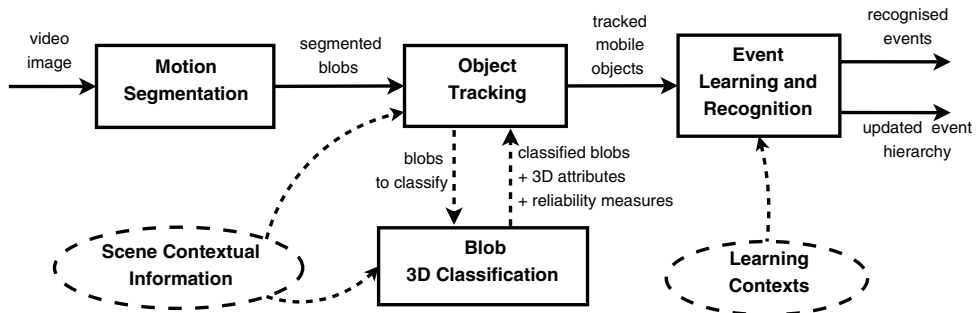 video
image
Motion
Segmentation
segmented
blobs
Object
Tracking
tracked
mobile
objects
Event
Learning and
Recognition
recognised
events
updated event
hierarchy
blobs
to classify
classified blobs
+ 3D attributes
+ reliability measures
Scene Contextual
Information
Blob
3D Classification
Learning
Contexts